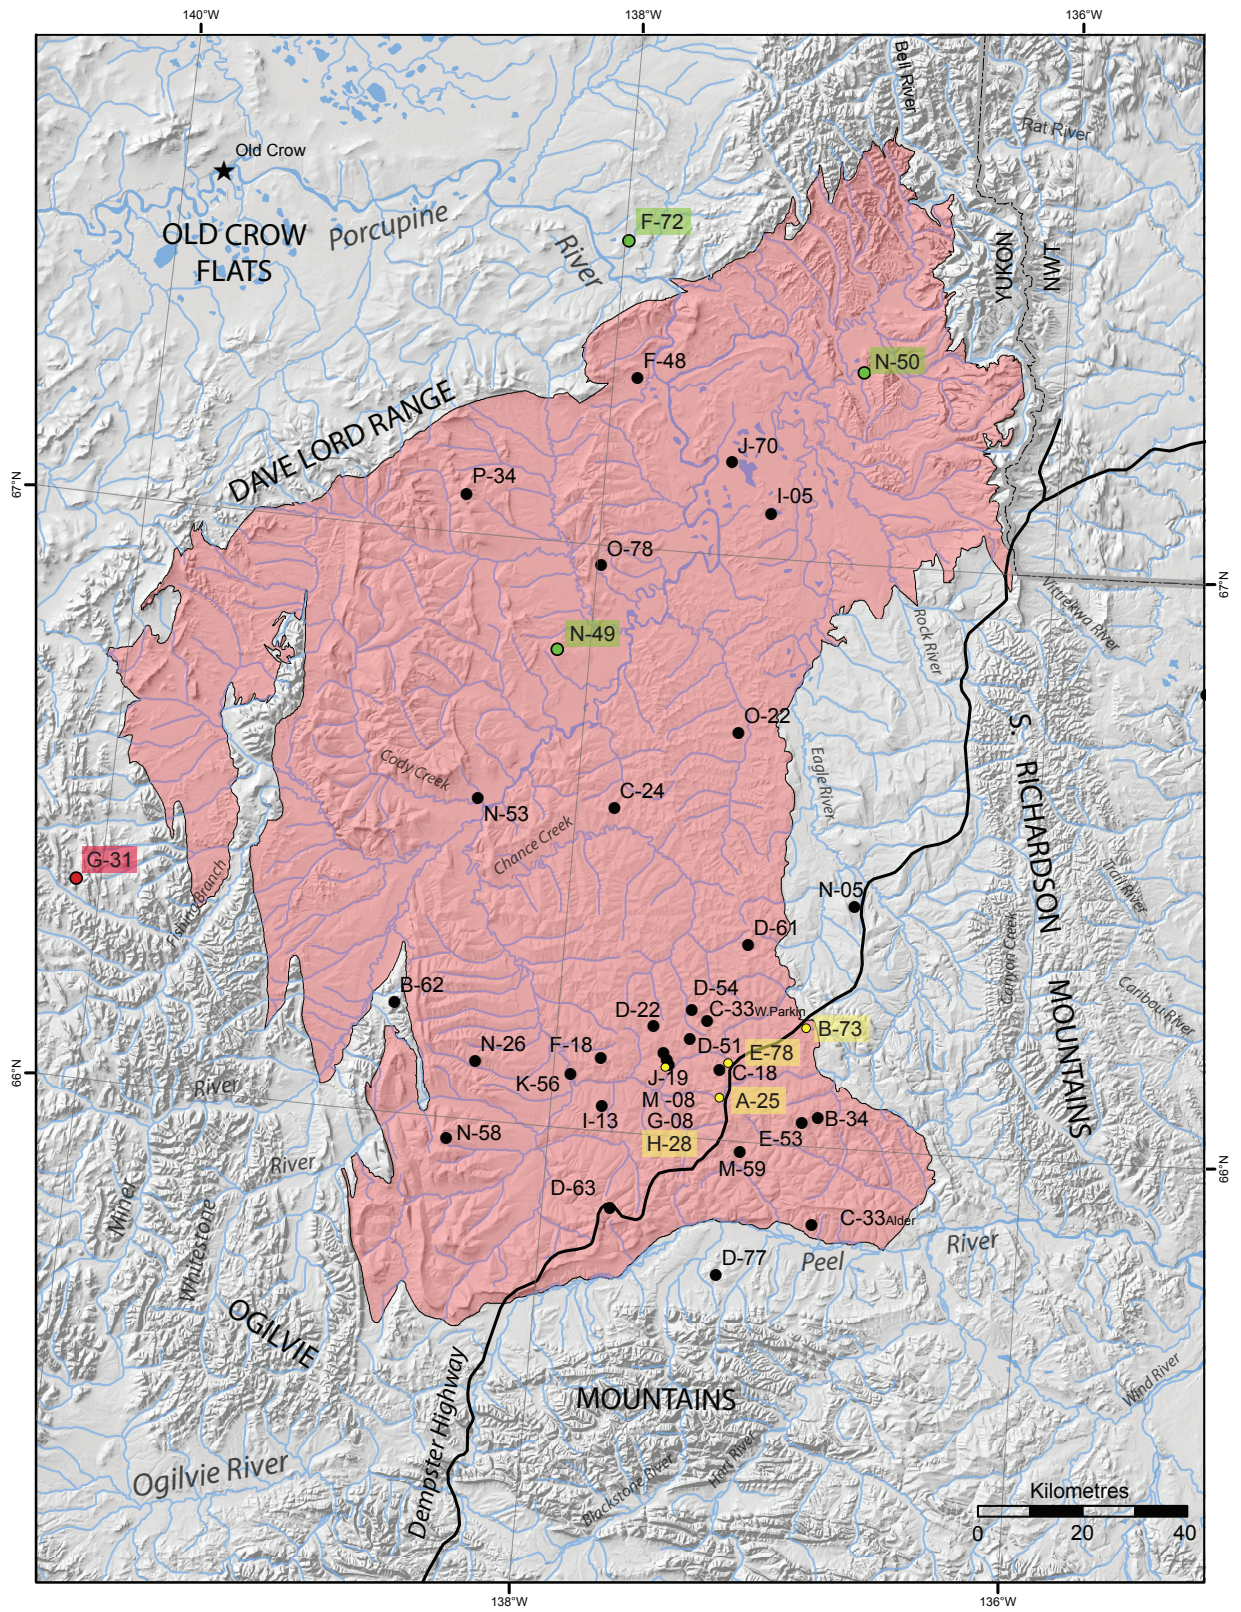 140°W
138°W
136°W
Bell River
Rat River
Old Crow
Porcupine
River
OLD CROW
FLATS
F-72
YUKON
NWT
N-50
F-48
DAVE LORD RANGE
J-70
P-34
I-05
67°N
O-78
67°N
Vittrekwa River
Rock River
N-49
O-22
S. RICHARDSON MOUNTAINS
Eagle River
Cody Creek
C-24
N-53
Chance Creek
G-31
Fishing Branch
Trail River
N-05
Canyon Creek
D-61
Caribou River
B-62
D-54
C-33 W.Parkin
D-22
B-73
N-26
F-18
D-51
E-78
66°N
K-56
J-19
C-18
River
M -08
A-25
I-13
G-08
B-34
N-58
H-28
E-53
River
M-59
66°N
D-63
Miner
Whitestone
C-33 Alder
Peel
River
D-77
OGILVIE
MOUNTAINS
Dempster Highway
Wind River
Hart River
Blackstone River
Ogilvie River
Kilometres
0 20 40
138°W
136°W